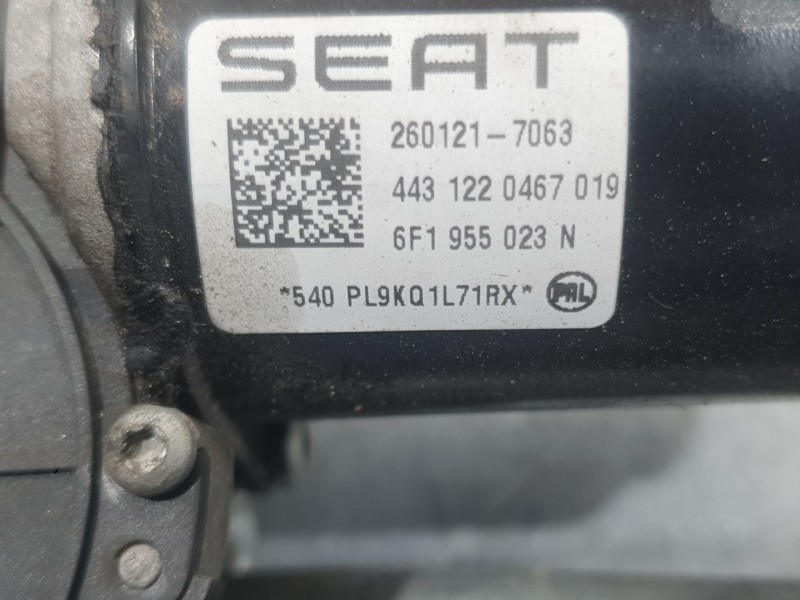 SEAT
260121-7063
443 122 0467 019
6F1 955 023 N
*540 PL9KQ1L71RX* PAL